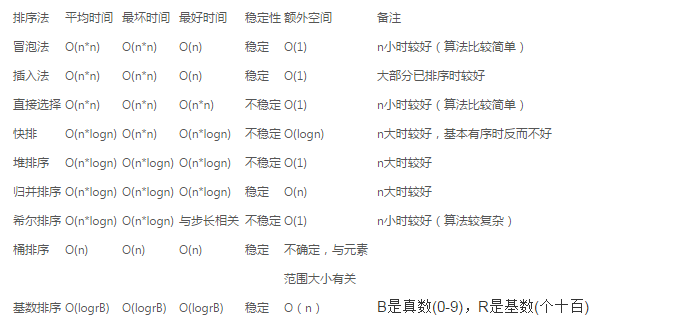 排序法 平均时间 最坏时间 最好时间 稳定性 额外空间 备注
冒泡法 O(n*n) O(n*n) O(n) 稳定 O(1) n小时较好（算法比较简单）
插入法 O(n*n) O(n*n) O(n) 稳定 O(1) 大部分已排序时较好
直接选择 O(n*n) O(n*n) O(n*n) 不稳定 O(1) n小时较好（算法比较简单）
快排 O(n*logn) O(n*n) O(n*logn) 不稳定 O(logn) n大时较好，基本有序时反而不好
堆排序 O(n*logn) O(n*logn) O(n*logn) 不稳定 O(1) n大时较好
归并排序 O(n*logn) O(n*logn) O(n*logn) 稳定 O(n) n大时较好
希尔排序 O(n*logn) O(n*logn) 与步长相关 不稳定 O(1) n小时较好（算法较复杂）
桶排序 O(n) O(n) O(n) 稳定 不确定，与元素
范围大小有关
基数排序 O(logrB) O(logrB) O(logrB) 稳定 O（n） B是真数(0-9)，R是基数(个十百)